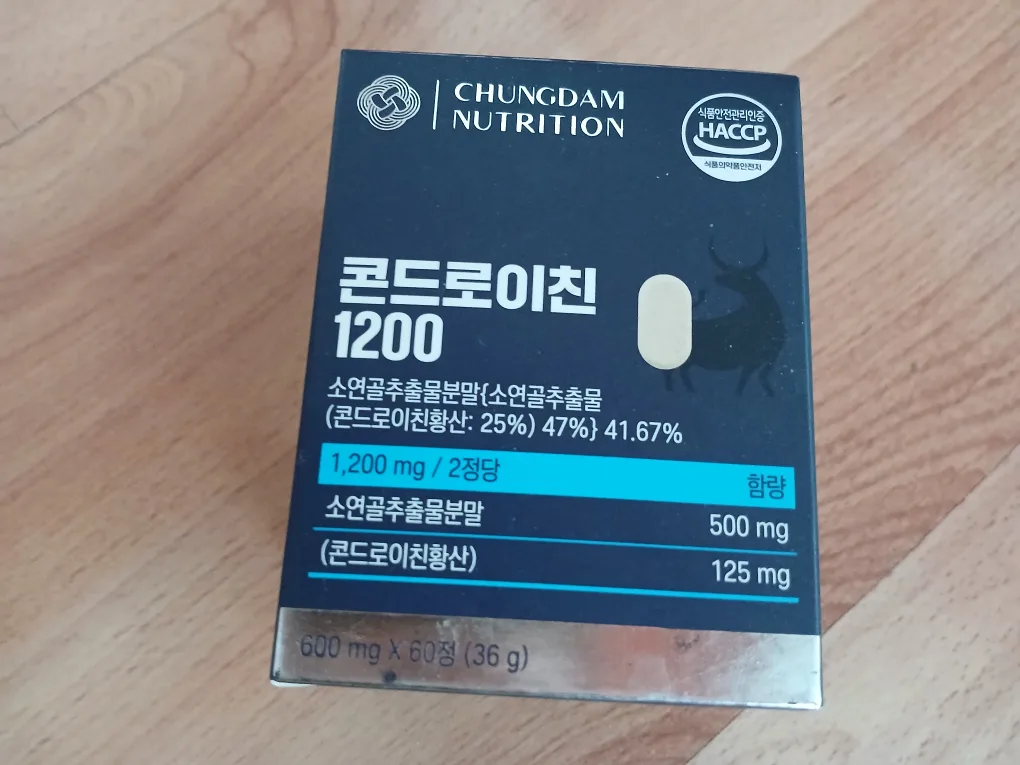 CHUNGDAM
NUTRITION
식품안전관리인증
HACCP
식품의약품안전처
콘드로이친
1200
소연골추출물분말{소연골추출물
(콘드로이친황산: 25%) 47%} 41.67%
1,200 mg / 2정당 함량
소연골추출물분말 500 mg
(콘드로이친황산) 125 mg
600 mg X 60정 (36 g)